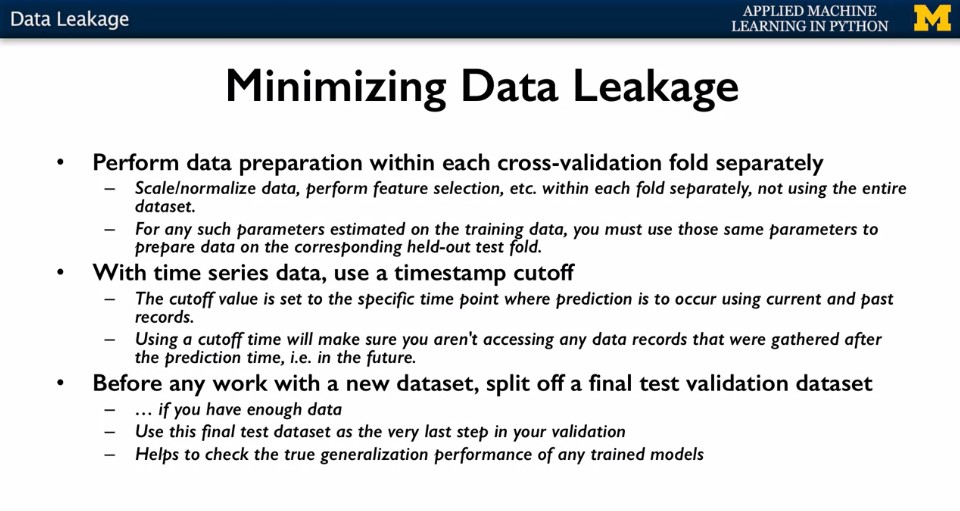 Data Leakage
APPLIED MACHINE
LEARNING IN PYTHON
M
Minimizing Data Leakage
• Perform data preparation within each cross-validation fold separately
– Scale/normalize data, perform feature selection, etc. within each fold separately, not using the entire
dataset.
– For any such parameters estimated on the training data, you must use those same parameters to
prepare data on the corresponding held-out test fold.
• With time series data, use a timestamp cutoff
– The cutoff value is set to the specific time point where prediction is to occur using current and past
records.
– Using a cutoff time will make sure you aren't accessing any data records that were gathered after
the prediction time, i.e. in the future.
• Before any work with a new dataset, split off a final test validation dataset
– … if you have enough data
– Use this final test dataset as the very last step in your validation
– Helps to check the true generalization performance of any trained models